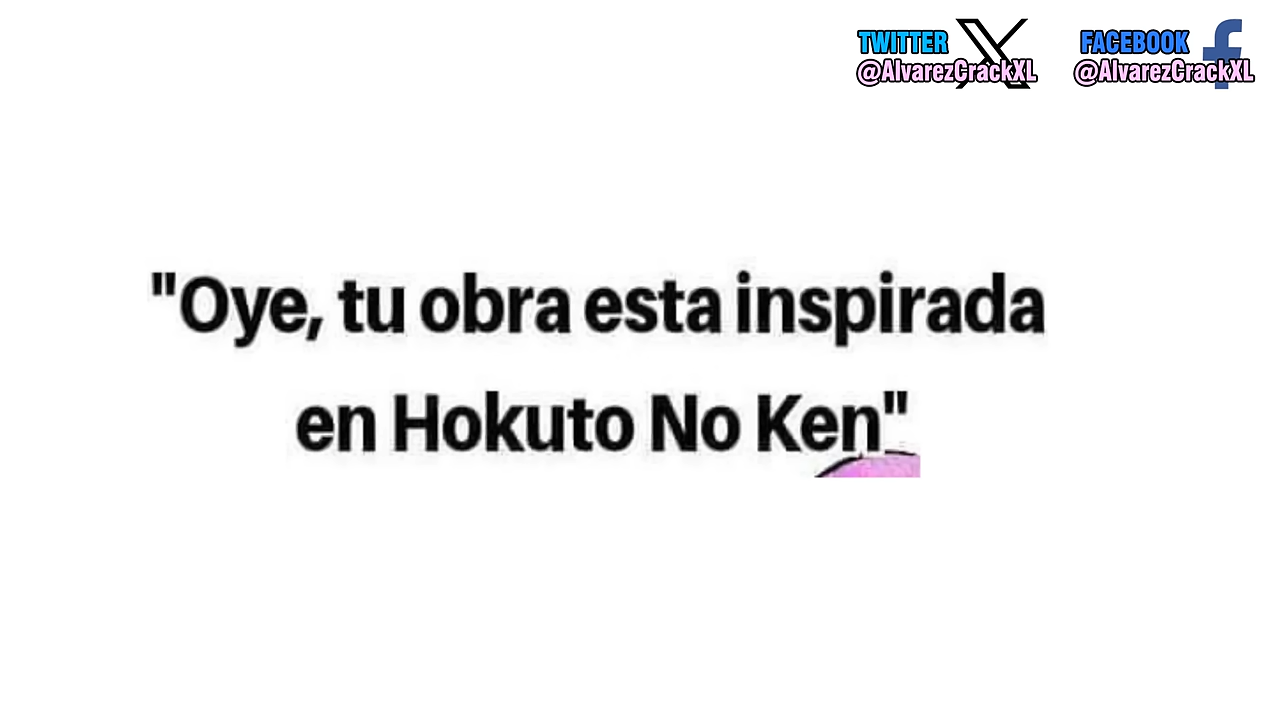 TWITTER
@AlvarezCrackXL
FACEBOOK
@AlvarezCrackXL
"Oye, tu obra esta inspirada
en Hokuto No Ken"